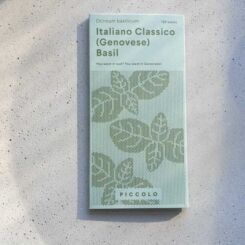 Ocimum basilicum
Italiano Classico
(Genovese)
Basil
PICCOLO